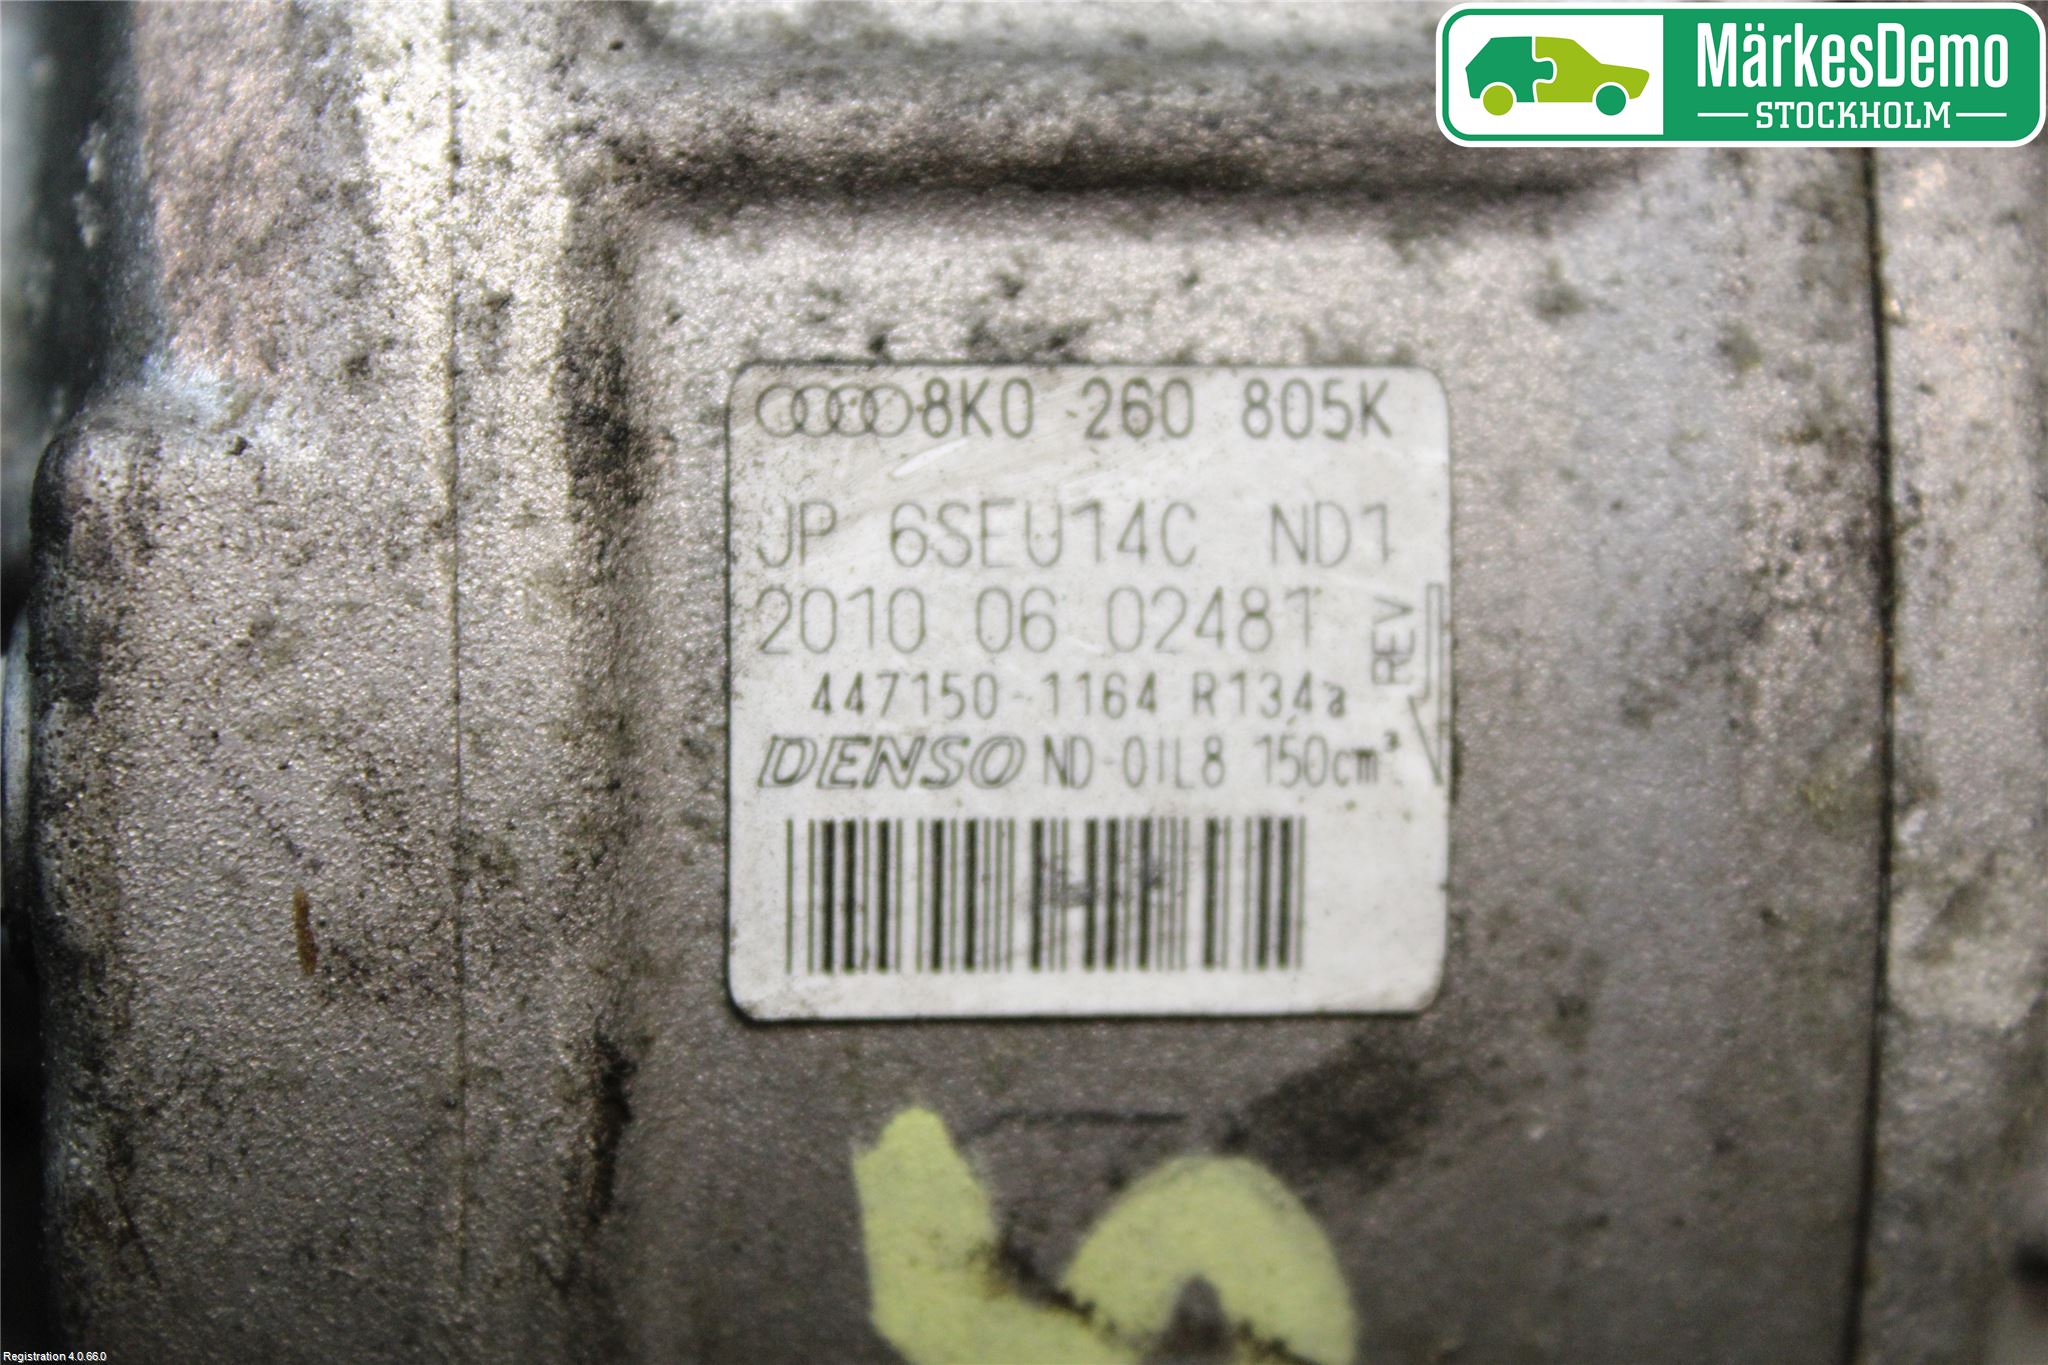 MärkesDemo
STOCKHOLM
8K0 260 805K
JP 6SEU14C ND1
2010 06 02481
REV
447150-1164 R134a
DENSO ND-OIL8 150cm³
Registration 4.0.66.0